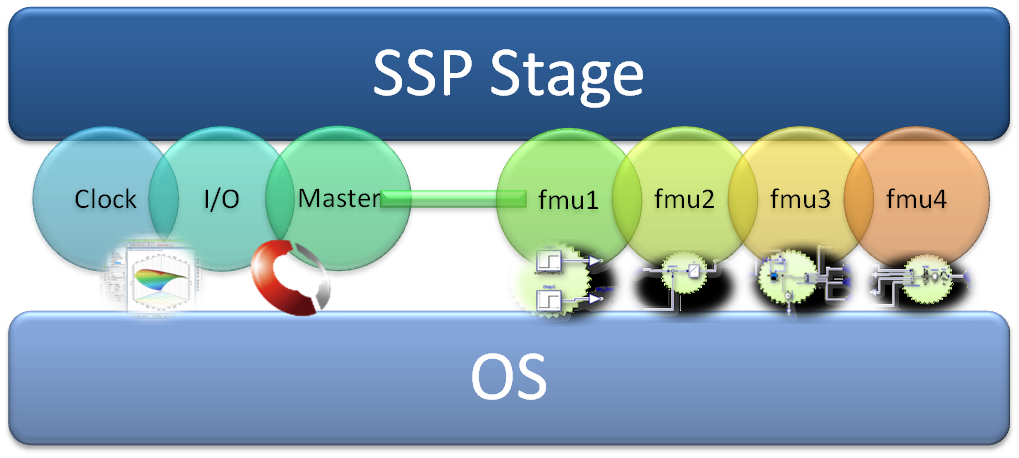 SSP Stage
Clock
I/O
Master
fmu1
fmu2
fmu3
fmu4
OS